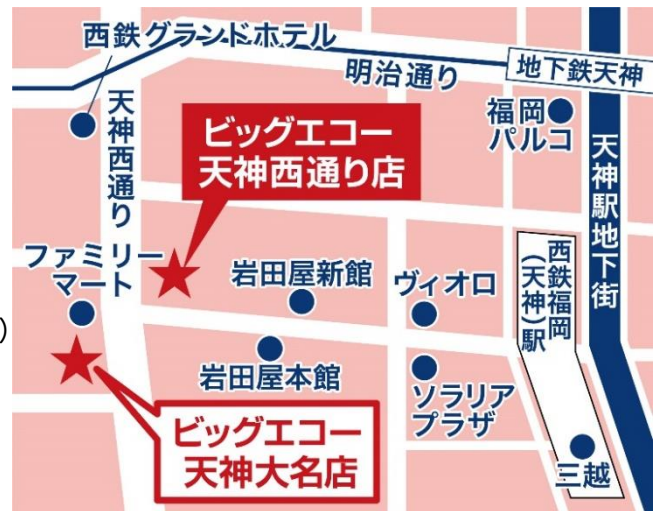 西鉄グランドホテル
明治通り
地下鉄天神
天神西通り
ビッグエコー
天神西通り店
福岡
パルコ
天神駅地下街
ファミリー
マート
岩田屋新館
ヴィオロ
西鉄福岡
(天神)駅
)
岩田屋本館
ソラリア
プラザ
ビッグエコー
天神大名店
三越